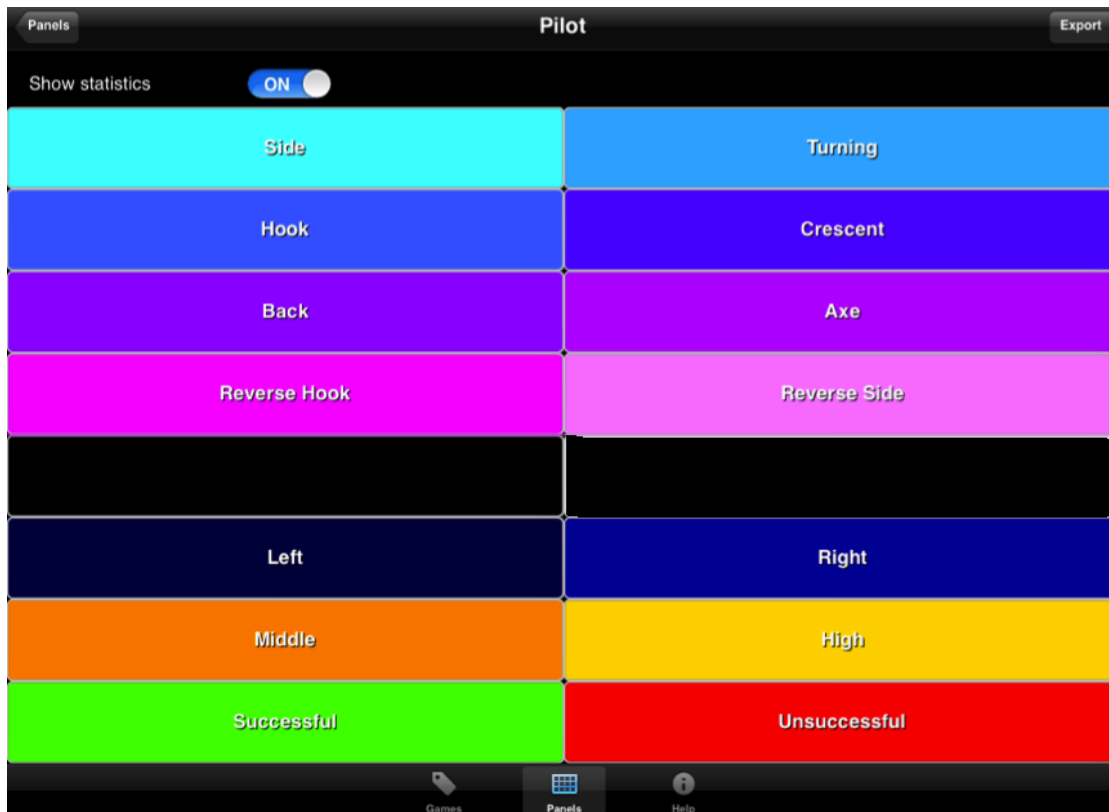 Panels Pilot Export
Show statistics ON
Side Turning
Hook Crescent
Back Axe
Reverse Hook Reverse Side
Left Right
Middle High
Successful Unsuccessful
Games Panels Help